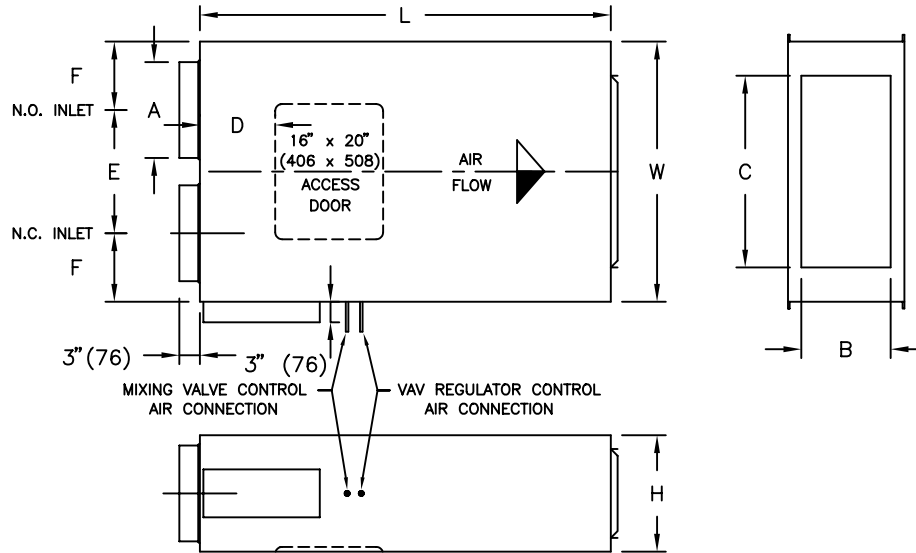 L
F
N.O. INLET
A
D
16" x 20"
(406 x 508)
ACCESS
DOOR
AIR
FLOW
E
W
C
N.C. INLET
F
3" (76)
3" (76)
B
MIXING VALVE CONTROL
AIR CONNECTION
VAV REGULATOR CONTROL
AIR CONNECTION
H